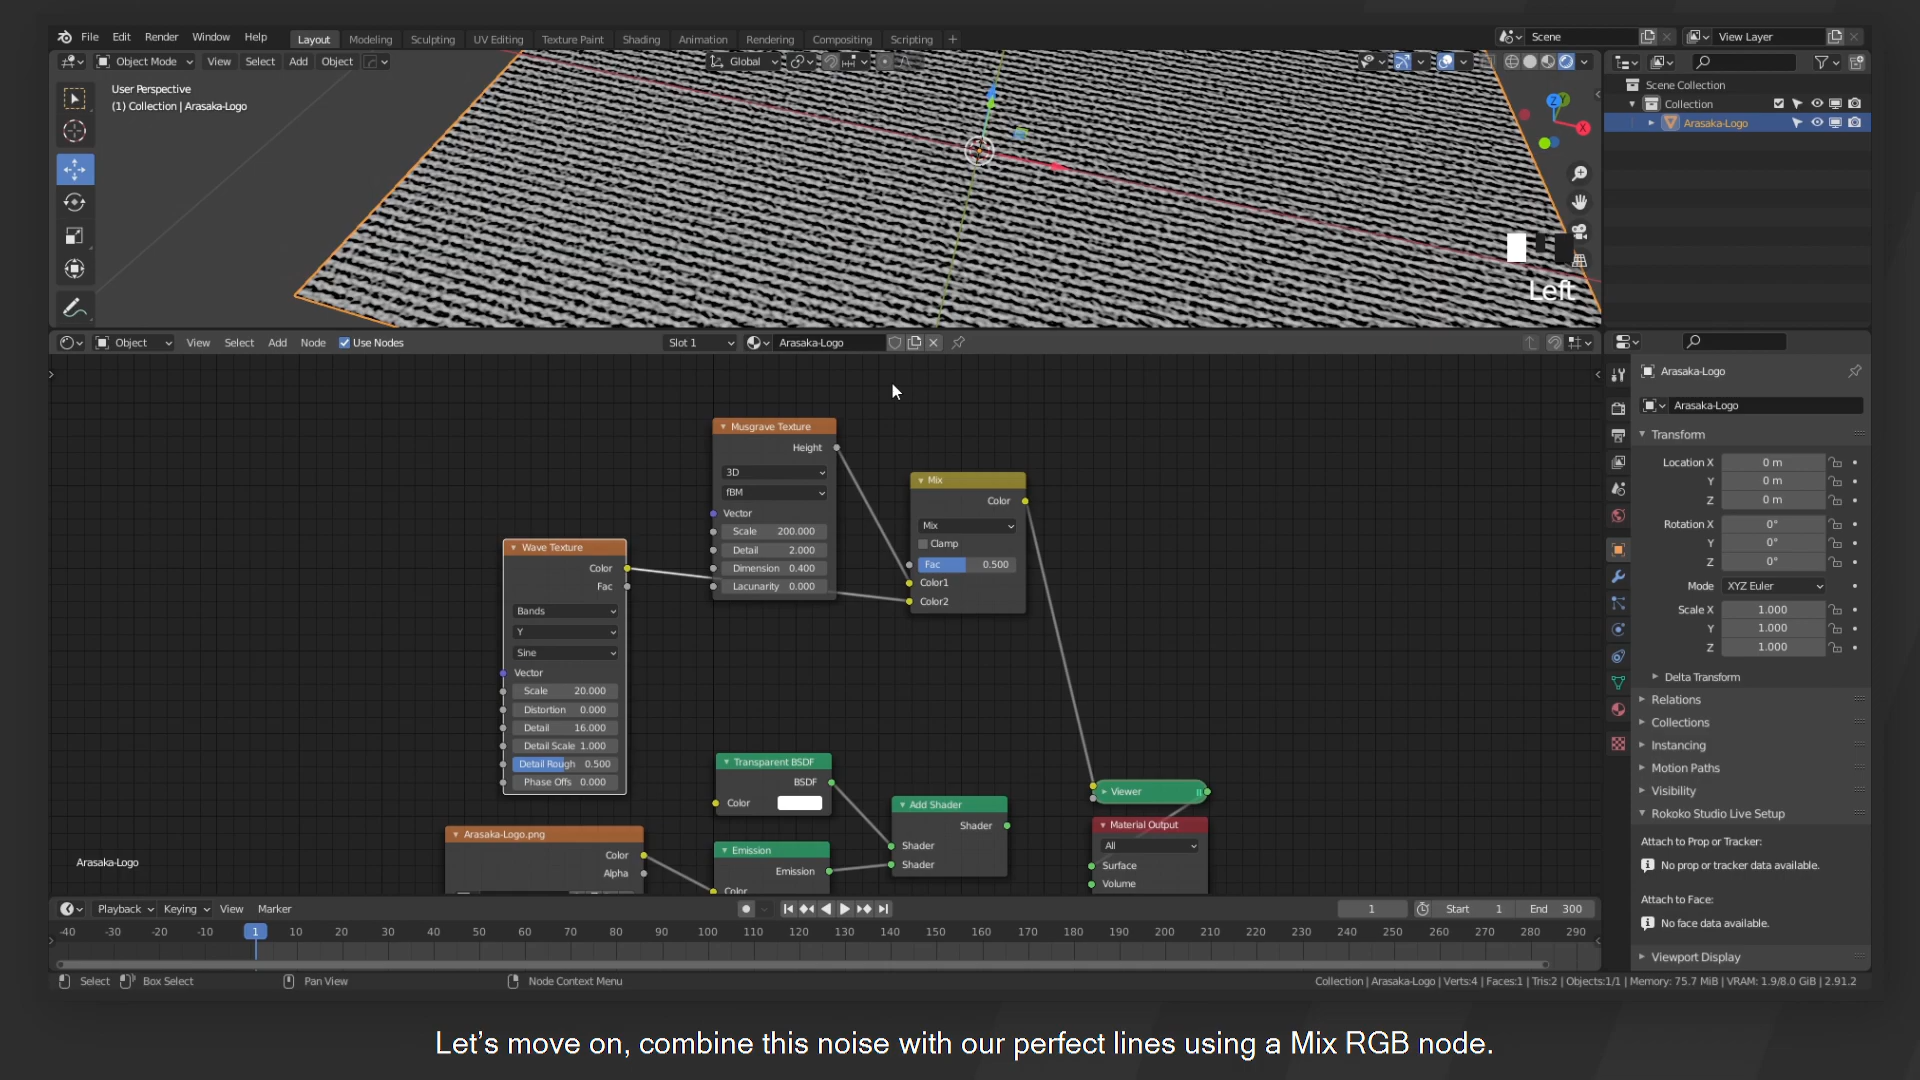 File Edit Render Window Help Layout Modeling Sculpting UV Editing Texture Paint Shading Animation Rendering Compositing Scripting + Scene View Layer
Object Mode View Select Add Object Global
User Perspective
(1) Collection | Arasaka-Logo
Scene Collection
Collection
Arasaka-Logo
Z
Y
X
Left
Object View Select Add Node Use Nodes Slot 1 Arasaka-Logo
Musgrave Texture
Height
3D
fBM
Vector
Scale 200.000
Detail 2.000
Dimension 0.400
Lacunarity 0.000
Mix
Color
Mix
Clamp
Fac 0.500
Color1
Color2
Wave Texture
Color
Fac
Bands
Y
Sine
Vector
Scale 20.000
Distortion 0.000
Detail 16.000
Detail Scale 1.000
Detail Rough 0.500
Phase Offs 0.000
Transparent BSDF
BSDF
Color
Add Shader
Shader
Shader
Shader
Viewer
Material Output
All
Surface
Volume
Arasaka-Logo.png
Color
Alpha
Emission
Emission
Color
Arasaka-Logo
Arasaka-Logo
Arasaka-Logo
Transform
Location X 0 m
Y 0 m
Z 0 m
Rotation X 0°
Y 0°
Z 0°
Mode XYZ Euler
Scale X 1.000
Y 1.000
Z 1.000
Delta Transform
Relations
Collections
Instancing
Motion Paths
Visibility
Rokoko Studio Live Setup
Attach to Prop or Tracker:
No prop or tracker data available.
Attach to Face:
No face data available.
Viewport Display
Playback Keying View Marker 1 Start 1 End 300
-40 -30 -20 -10 1 10 20 30 40 50 60 70 80 90 100 110 120 130 140 150 160 170 180 190 200 210 220 230 240 250 260 270 280 290
Select Box Select Pan View Node Context Menu Collection | Arasaka-Logo | Verts:4 | Faces:1 | Tris:2 | Objects:1/1 | Memory: 75.7 MiB | VRAM: 1.9/8.0 GiB | 2.91.2
Let's move on, combine this noise with our perfect lines using a Mix RGB node.